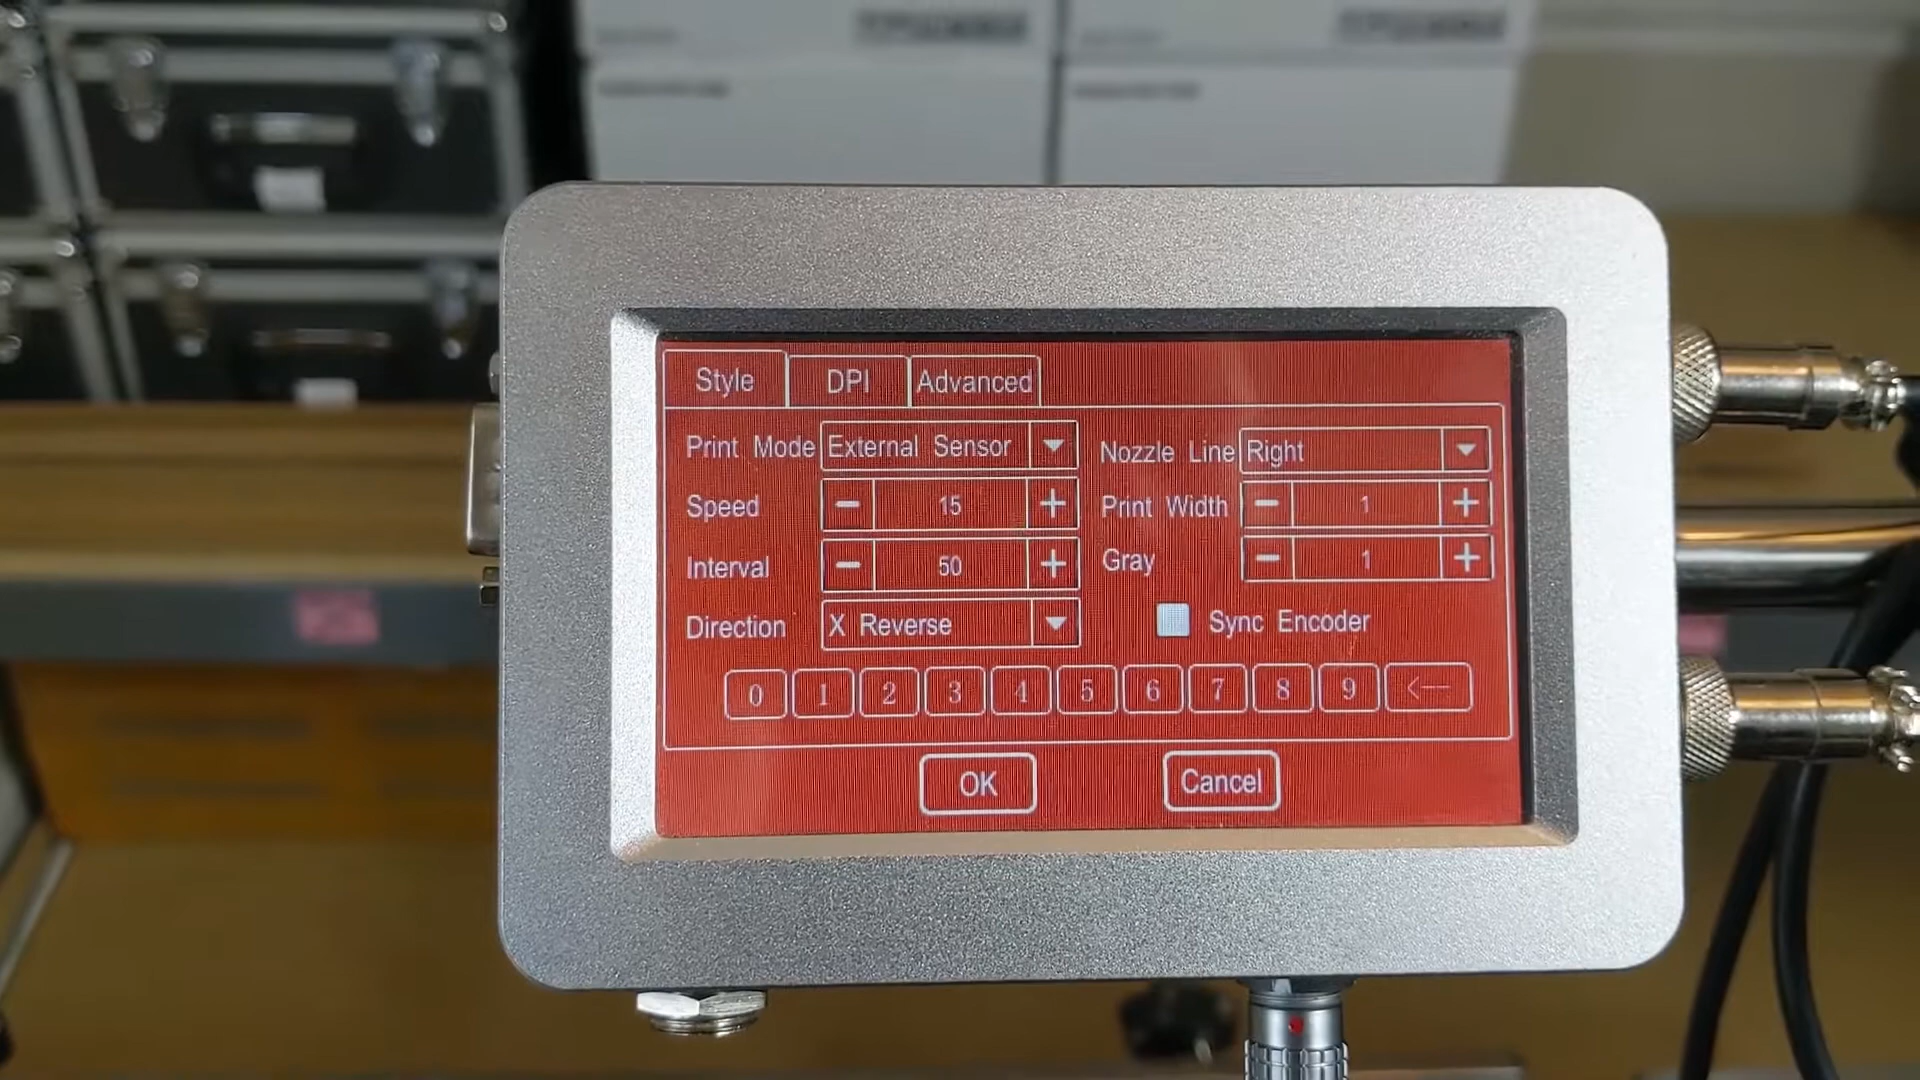 Style DPI Advanced
Print Mode External Sensor Nozzle Line Right
Speed - 15 + Print Width - 1 +
Interval - 50 + Gray - 1 +
Direction X Reverse Sync Encoder
0 1 2 3 4 5 6 7 8 9 <--
OK Cancel